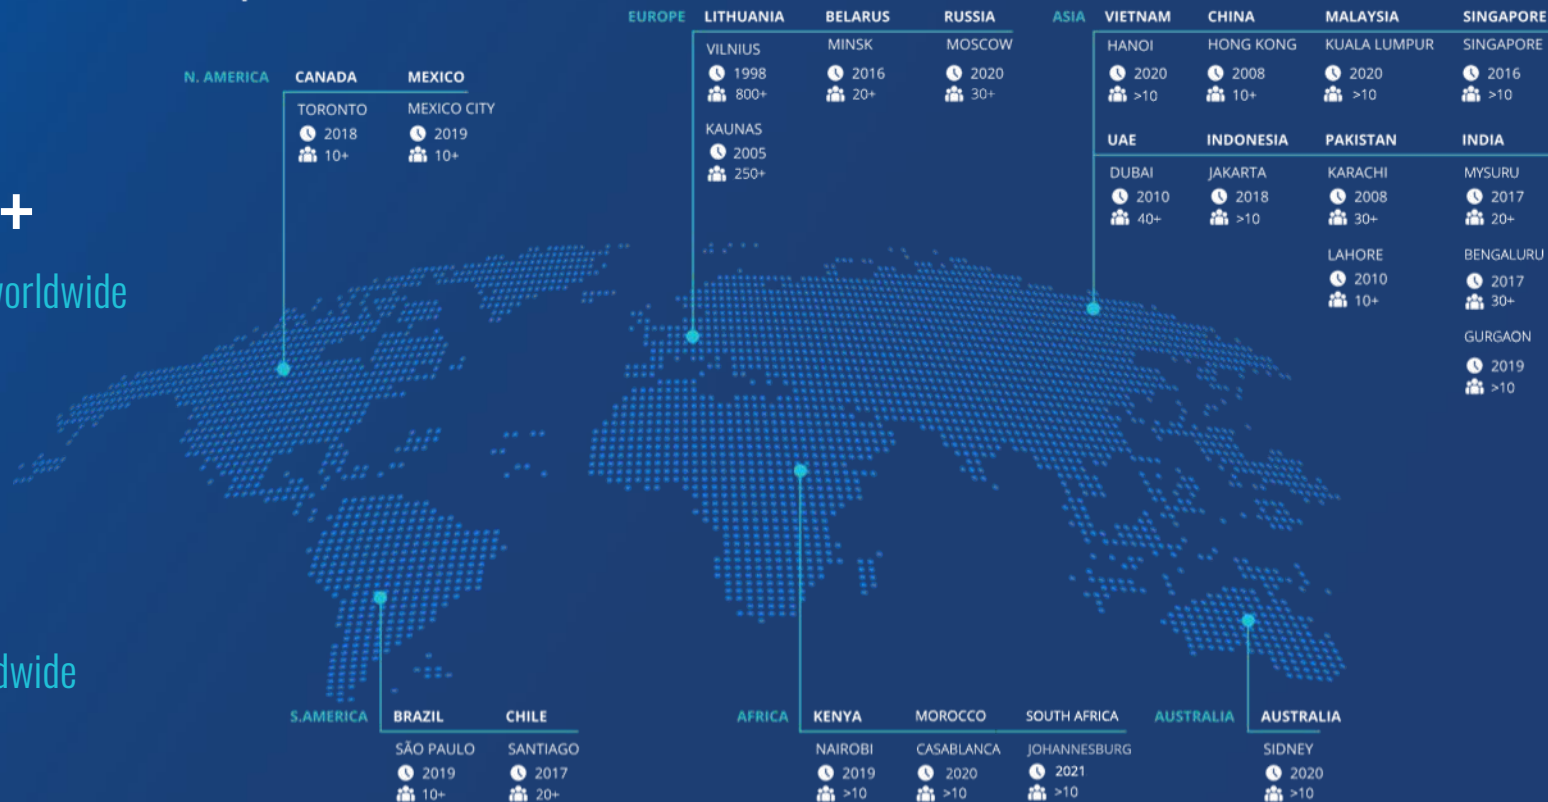 EUROPE LITHUANIA BELARUS RUSSIA
VILNIUS MINSK MOSCOW
1998 2016 2020
800+ 20+ 30+
KAUNAS
2005
250+
ASIA VIETNAM CHINA MALAYSIA SINGAPORE
HANOI HONG KONG KUALA LUMPUR SINGAPORE
2020 2008 2020 2016
>10 10+ >10 >10
UAE INDONESIA PAKISTAN INDIA
DUBAI JAKARTA KARACHI MYSURU
2010 2018 2008 2017
40+ >10 30+ 20+
LAHORE BENGALURU
2010 2017
10+ 30+
GURGAON
2019
>10
N. AMERICA CANADA MEXICO
TORONTO MEXICO CITY
2018 2019
10+ 10+
+
worldwide
dwide
S.AMERICA BRAZIL CHILE
SÃO PAULO SANTIAGO
2019 2017
10+ 20+
AFRICA KENYA MOROCCO SOUTH AFRICA
NAIROBI CASABLANCA JOHANNESBURG
2019 2020 2021
>10 >10 >10
AUSTRALIA AUSTRALIA
SIDNEY
2020
>10